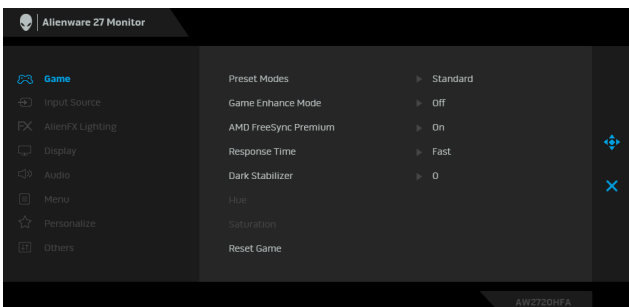 Alienware 27 Monitor
Game
Input Source
FX AlienFX Lighting
Display
Audio
Menu
Personalize
Others
Preset Modes Standard
Game Enhance Mode Off
AMD FreeSync Premium On
Response Time Fast
Dark Stabilizer 0
Hue
Saturation
Reset Game
AW2720HFA